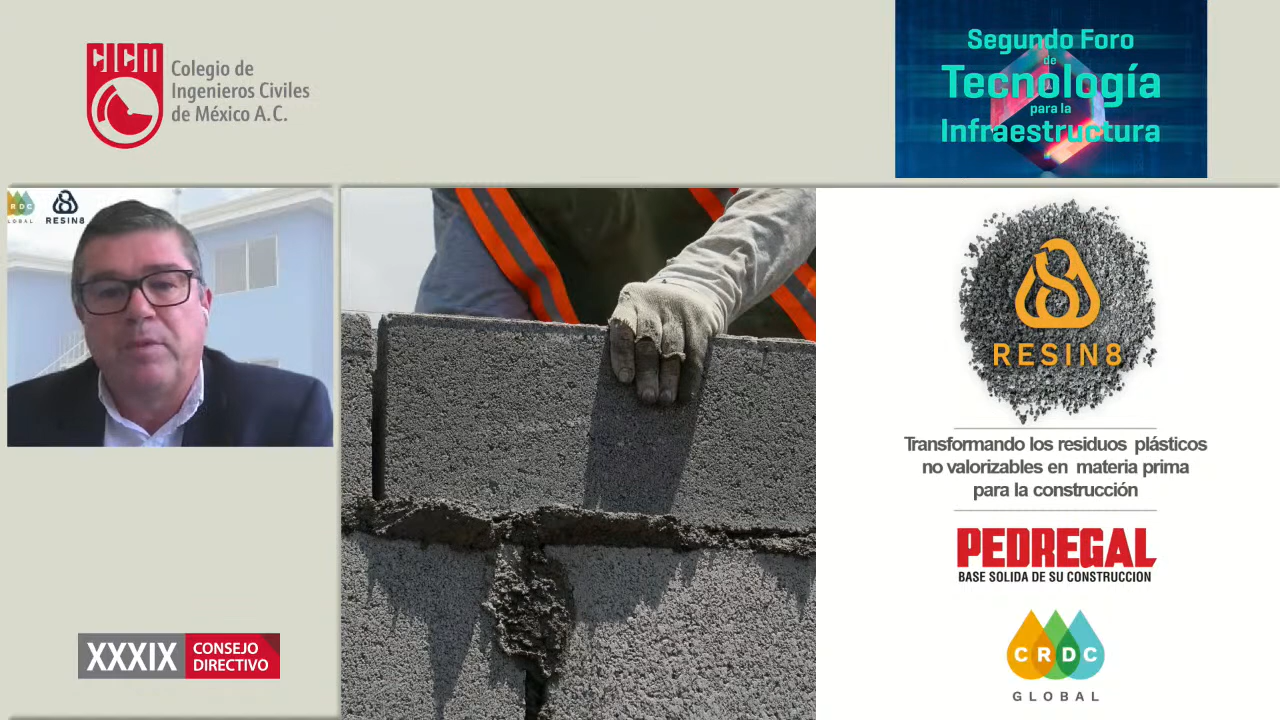 CICM
Colegio de
Ingenieros Civiles
de México A.C.
Segundo Foro
de
Tecnología
para la
Infraestructura
RDC
RESIN8
RESIN8
Transformando los residuos plásticos
no valorizables en materia prima
para la construcción
PEDREGAL
BASE SOLIDA DE SU CONSTRUCCION
CRDC
GLOBAL
XXXIX
CONSEJO
DIRECTIVO